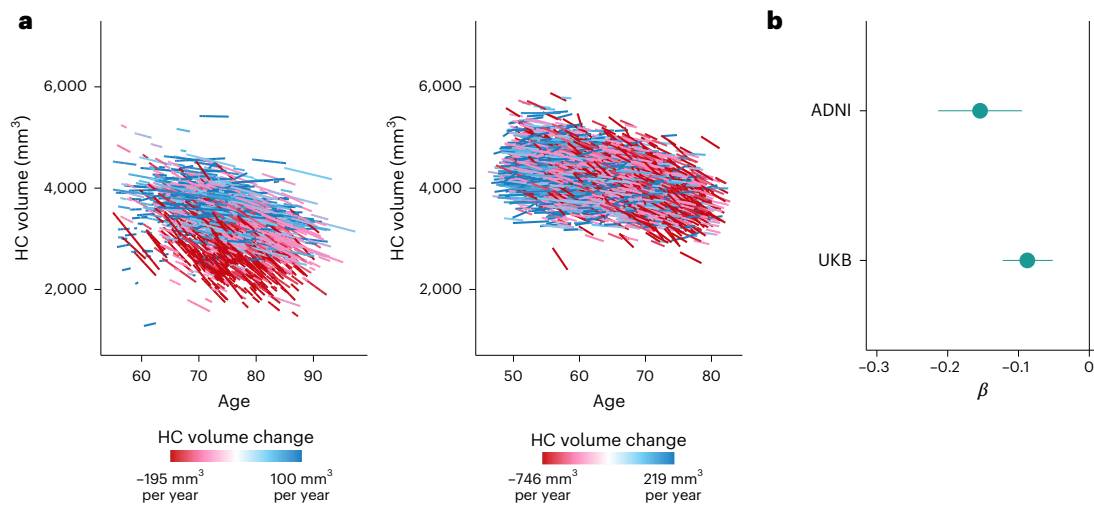 a
HC volume (mm³)
6,000
4,000
2,000
60 70 80 90
Age
HC volume change
–195 mm³ per year
100 mm³ per year
HC volume (mm³)
6,000
4,000
2,000
50 60 70 80
Age
HC volume change
–746 mm³ per year
219 mm³ per year
b
ADNI
UKB
–0.3 –0.2 –0.1 0
β